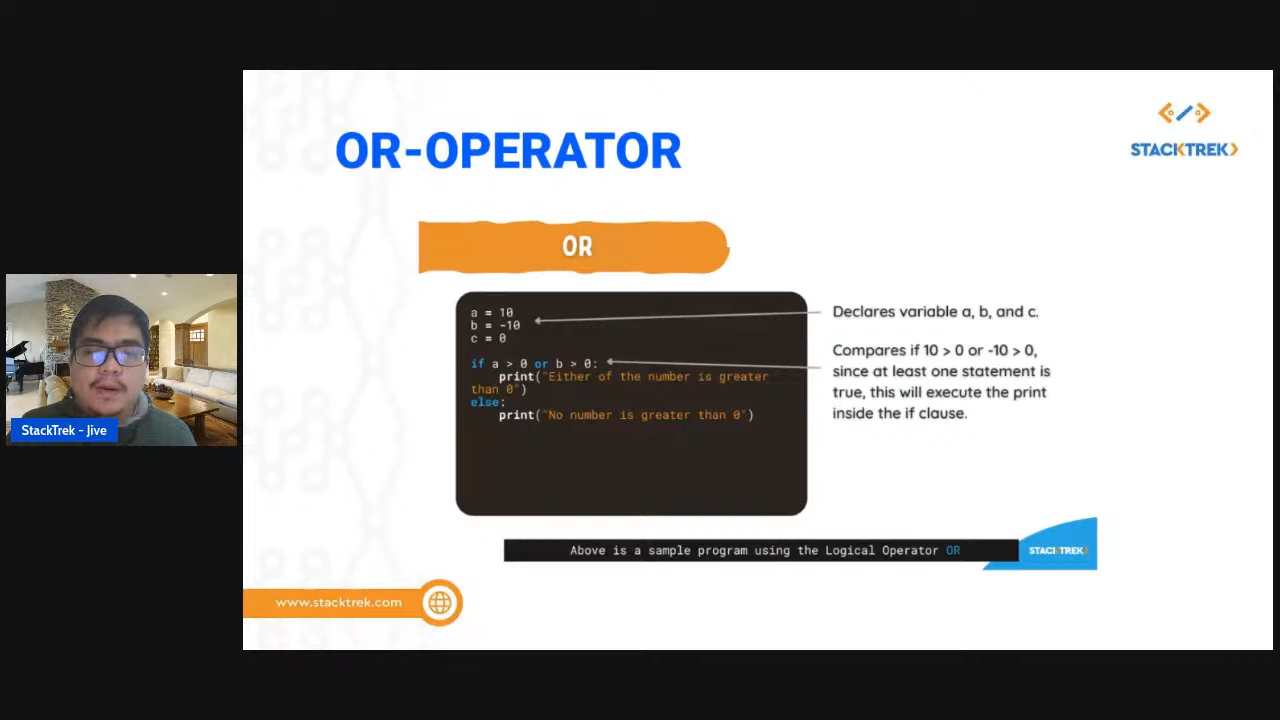 OR-OPERATOR
STACKTREK
OR
a = 10
b = -10
c = 0
if a > 0 or b > 0:
print("Either of the number is greater
than 0")
else:
print("No number is greater than 0")
Declares variable a, b, and c.
Compares if 10 > 0 or -10 > 0,
since at least one statement is
true, this will execute the print
inside the if clause.
StackTrek - Jive
Above is a sample program using the Logical Operator OR
STACKTREK
www.stacktrek.com